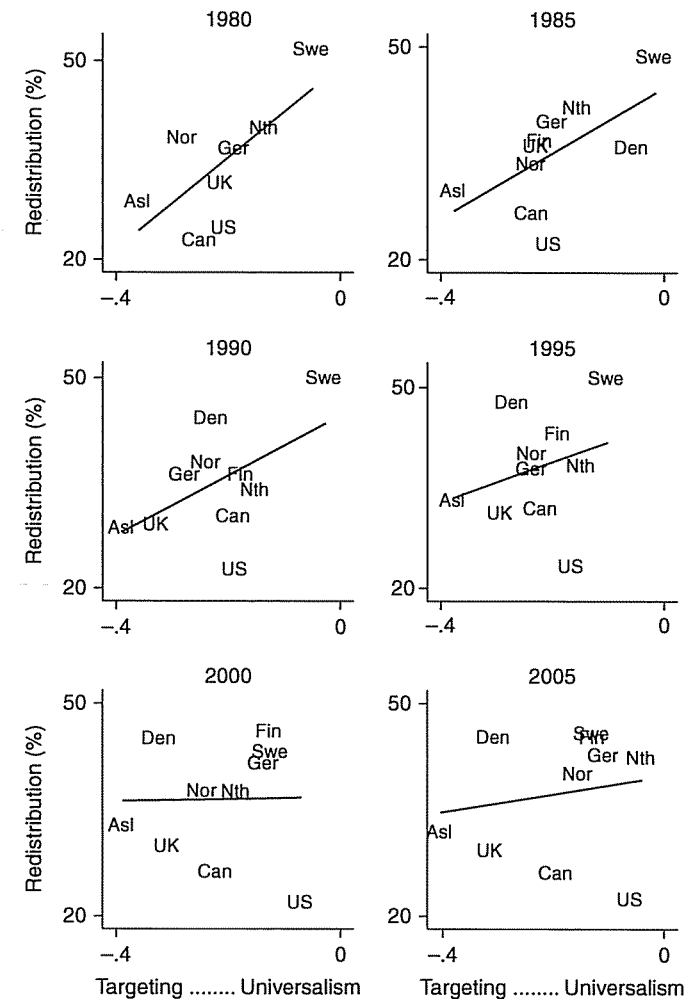 1980
Redistribution (%)
50
20
Swe
Nth
Nor
Ger
UK
Asl
US
Can
–.4
0
1985
50
20
Swe
Nth
Ger
Fin
UK
Den
Nor
Asl
Can
US
–.4
0
1990
Redistribution (%)
50
20
Swe
Den
Nor
Ger
Fin
Nth
Can
Asl
UK
US
–.4
0
1995
50
20
Swe
Den
Fin
Nor
Ger
Nth
Asl
Can
UK
US
–.4
0
2000
Redistribution (%)
50
20
Fin
Den
Swe
Ger
Nor
Nth
Asl
UK
Can
US
–.4
0
Targeting ........ Universalism
2005
50
20
Swe
Fin
Den
Ger
Nth
Nor
Asl
UK
Can
US
–.4
0
Targeting ........ Universalism